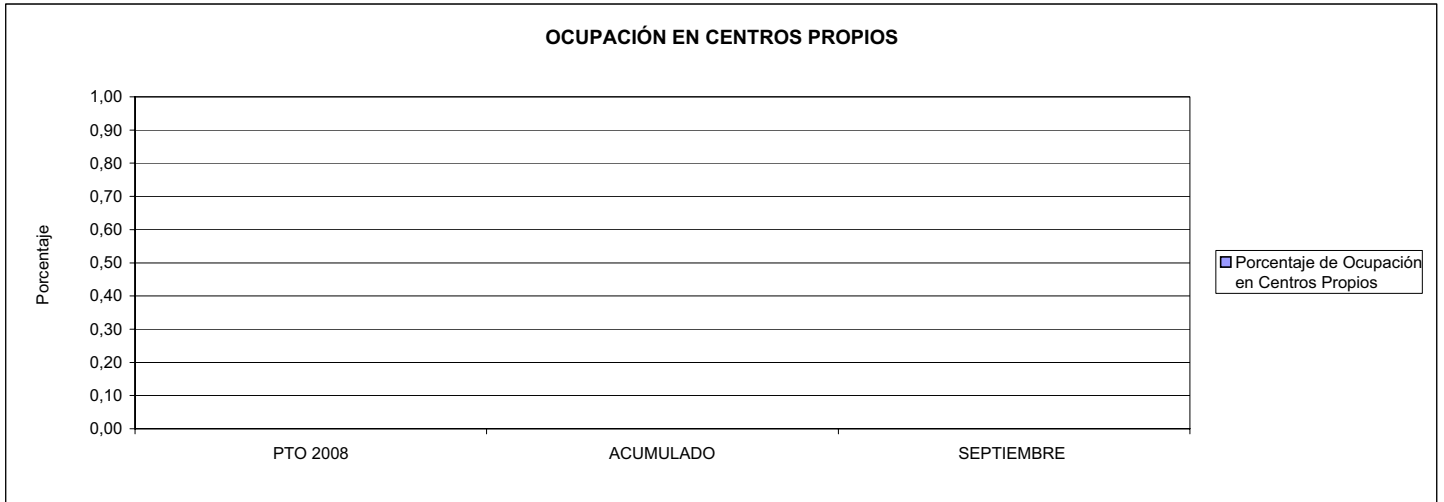 OCUPACIÓN EN CENTROS PROPIOS
1,00
0,90
0,80
0,70
0,60
0,50
0,40
0,30
0,20
0,10
0,00
Porcentaje
PTO 2008
ACUMULADO
SEPTIEMBRE
Porcentaje de Ocupación
en Centros Propios